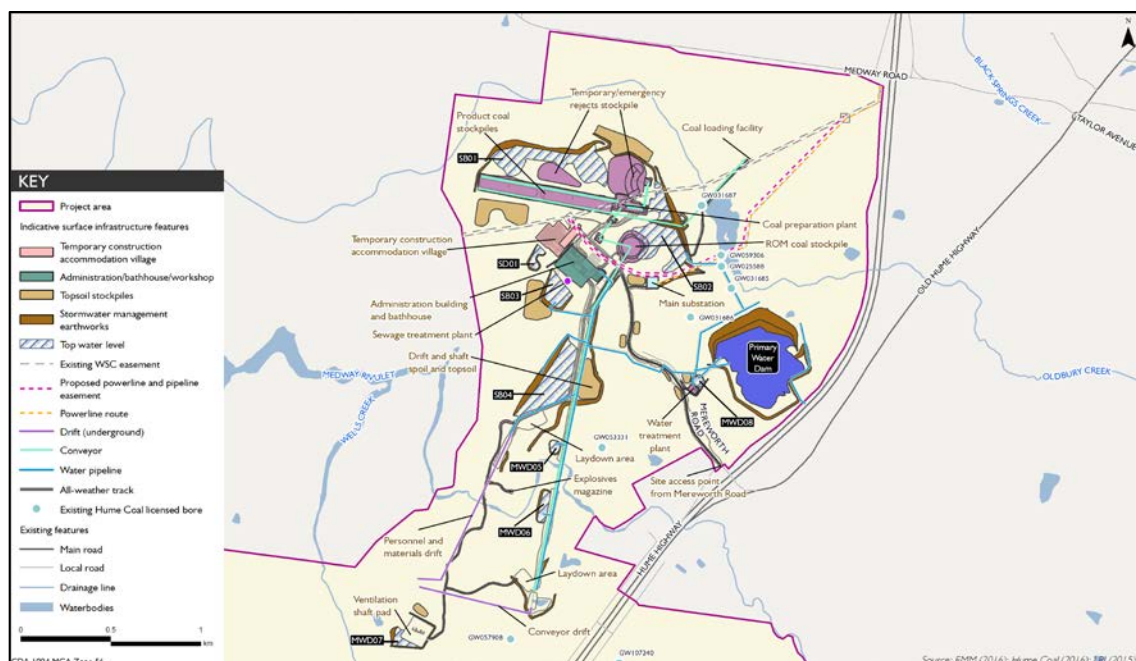 KEY
Project area
Indicative surface infrastructure features
Temporary construction
accommodation village
Administration/bathhouse/workshop
Topsoil stockpiles
Stormwater management
earthworks
Top water level
Existing WSC easement
Proposed powerline and pipeline
easement
Powerline route
Drift (underground)
Conveyor
Water pipeline
All-weather track
Existing Hume Coal licensed bore
Existing features
Main road
Local road
Drainage line
Waterbodies
0
0.5
1
km
N
MEDWAY ROAD
BLACK SPRINGS CREEK
TAYLOR AVENUE
Temporary/emergency
rejects stockpile
Product coal
stockpiles
Coal loading facility
SB01
GW031687
Coal preparation plant
Temporary construction
accommodation village
ROM coal stockpile
OLD HUME HIGHWAY
SD01
GW059306
GW025588
GW031685
SB02
SB03
Administration building
and bathhouse
Main substation
GW031686
Sewage treatment plant
Drift and shaft
spoil and topsoil
Primary
Water
Dam
MEDWAY RIVULET
OLDBURY CREEK
WELLS CREEK
SB04
MWD08
MEREWORTH
ROAD
Water
treatment
plant
GW053331
Laydown area
MWD05
Site access point
from Mereworth Road
Explosives
magazine
MWD06
HUME HIGHWAY
Personnel and
materials drift
Laydown area
Ventilation
shaft pad
Conveyor drift
MWD07
GW057908
GW107240
Source: EMM (2016); Hume Coal (2016);